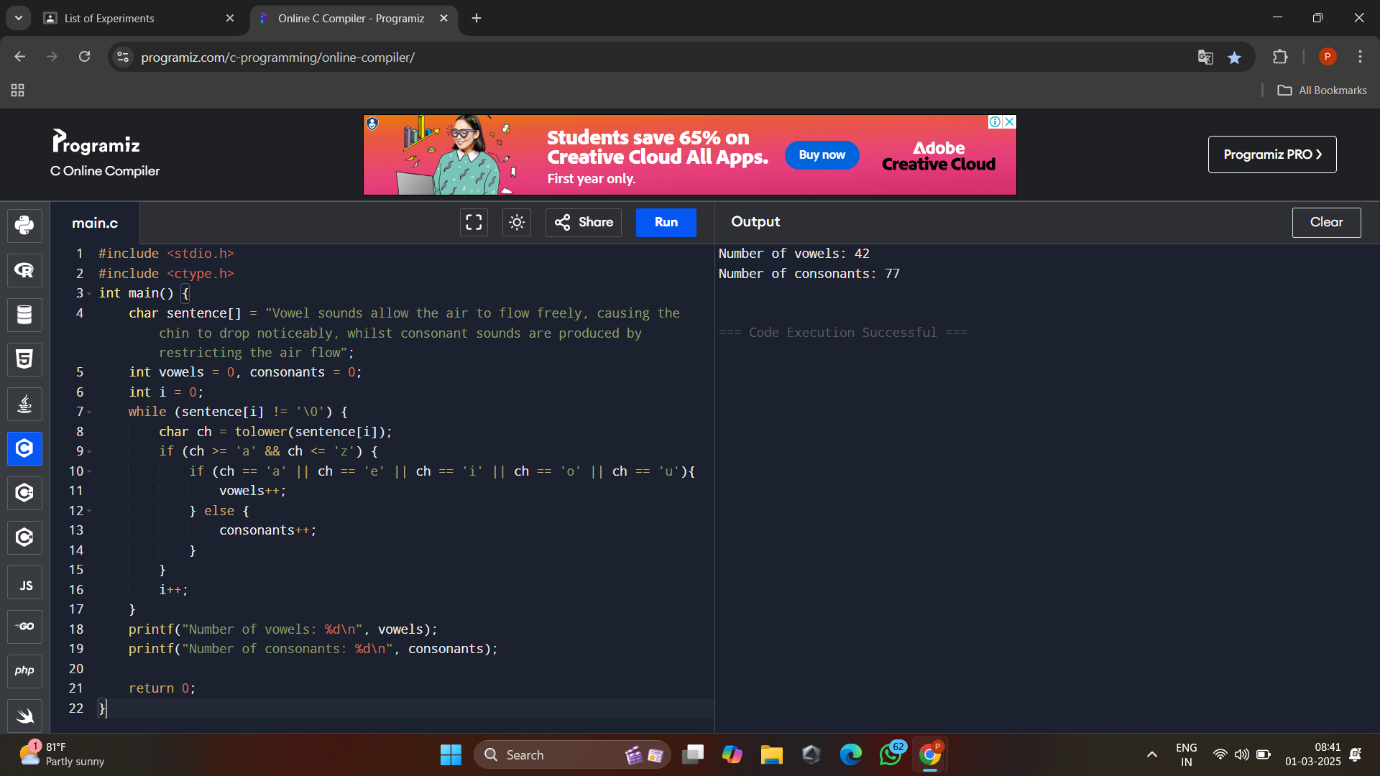 List of Experiments
Online C Compiler - Programiz
programiz.com/c-programming/online-compiler/
P
All Bookmarks
Programiz
C Online Compiler
Students save 65% on
Creative Cloud All Apps.
First year only.
Buy now
Adobe
Creative Cloud
Programiz PRO >
main.c
Share
Run
Output
Clear
1 #include <stdio.h>
2 #include <ctype.h>
3 int main() {
4 char sentence[] = "Vowel sounds allow the air to flow freely, causing the
chin to drop noticeably, whilst consonant sounds are produced by
restricting the air flow";
5 int vowels = 0, consonants = 0;
6 int i = 0;
7 while (sentence[i] != '\0') {
8 char ch = tolower(sentence[i]);
9 if (ch >= 'a' && ch <= 'z') {
10 if (ch == 'a' || ch == 'e' || ch == 'i' || ch == 'o' || ch == 'u'){
11 vowels++;
12 } else {
13 consonants++;
14 }
15 }
16 i++;
17 }
18 printf("Number of vowels: %d\n", vowels);
19 printf("Number of consonants: %d\n", consonants);
20
21 return 0;
22 }
Number of vowels: 42
Number of consonants: 77
=== Code Execution Successful ===
R
5
C
JS
GO
php
1
81°F
Partly sunny
Search
62
P
ENG
IN
08:41
01-03-2025